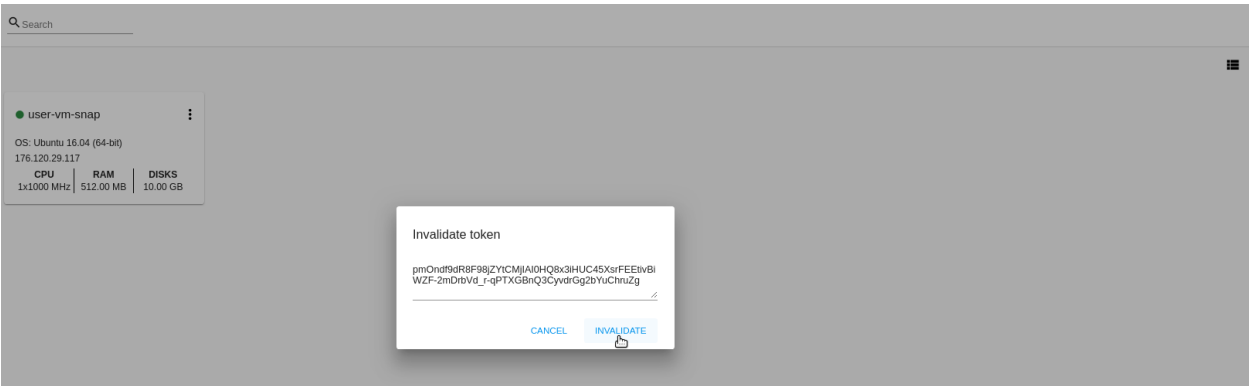 Search
user-vm-snap
OS: Ubuntu 16.04 (64-bit)
176.120.29.117
CPU RAM DISKS
1x1000 MHz 512.00 MB 10.00 GB
Invalidate token
pmOndf9dR8F98jZYtCMjIAI0HQ8x3iHUC45XsrFEEtivBi
WZF-2mDrbVd_r-qPTXGBnQ3CyvdrGg2bYuChruZg
CANCEL INVALIDATE